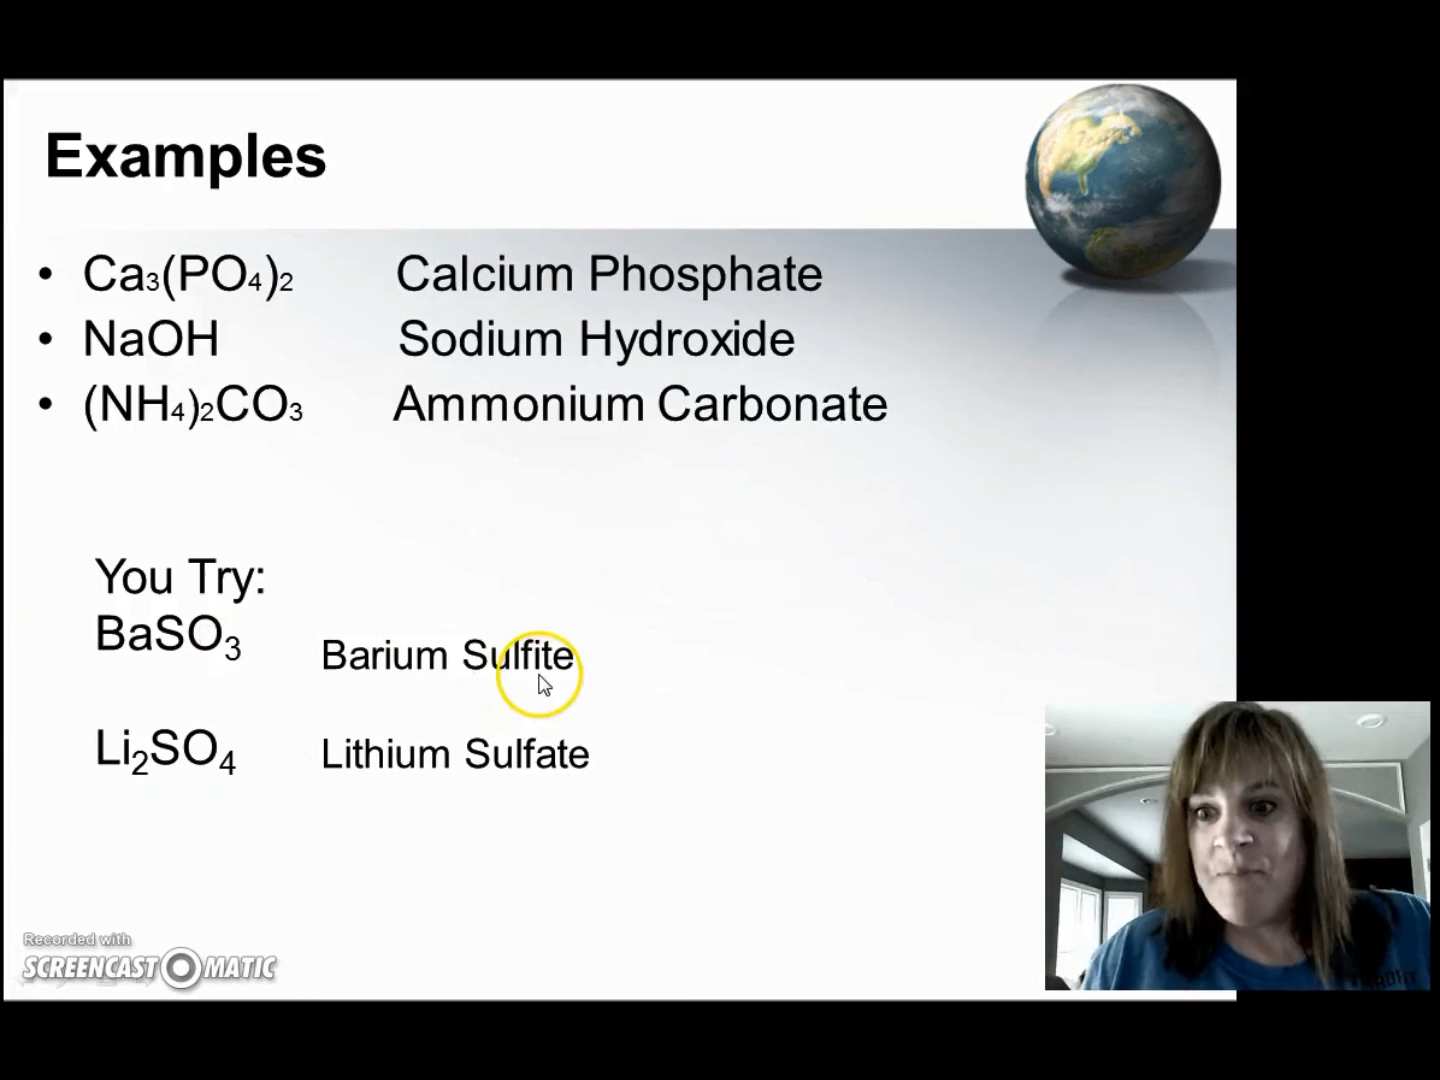 Examples
• Ca₃(PO₄)₂ Calcium Phosphate
• NaOH Sodium Hydroxide
• (NH₄)₂CO₃ Ammonium Carbonate
You Try:
BaSO₃ Barium Sulfite
Li₂SO₄ Lithium Sulfate
Recorded with
SCREENCAST-O-MATIC